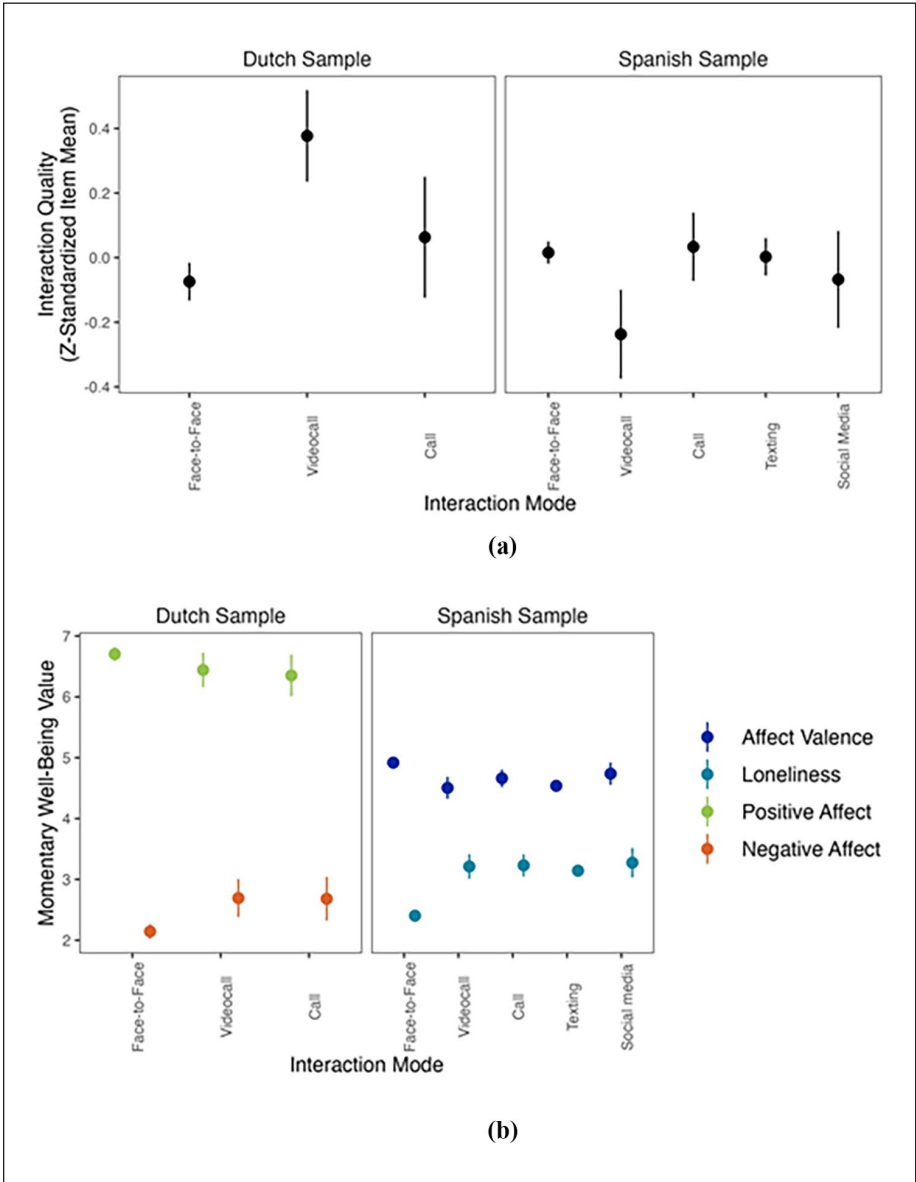 Dutch Sample
Spanish Sample
Interaction Quality
(Z-Standardized Item Mean)
0.4
0.2
0.0
-0.2
-0.4
Face-to-Face
Videocall
Call
Face-to-Face
Videocall
Call
Texting
Social Media
Interaction Mode
(a)
Dutch Sample
Spanish Sample
Momentary Well-Being Value
7
6
5
4
3
2
Face-to-Face
Videocall
Call
Face-to-Face
Videocall
Call
Texting
Social media
Interaction Mode
Affect Valence
Loneliness
Positive Affect
Negative Affect
(b)